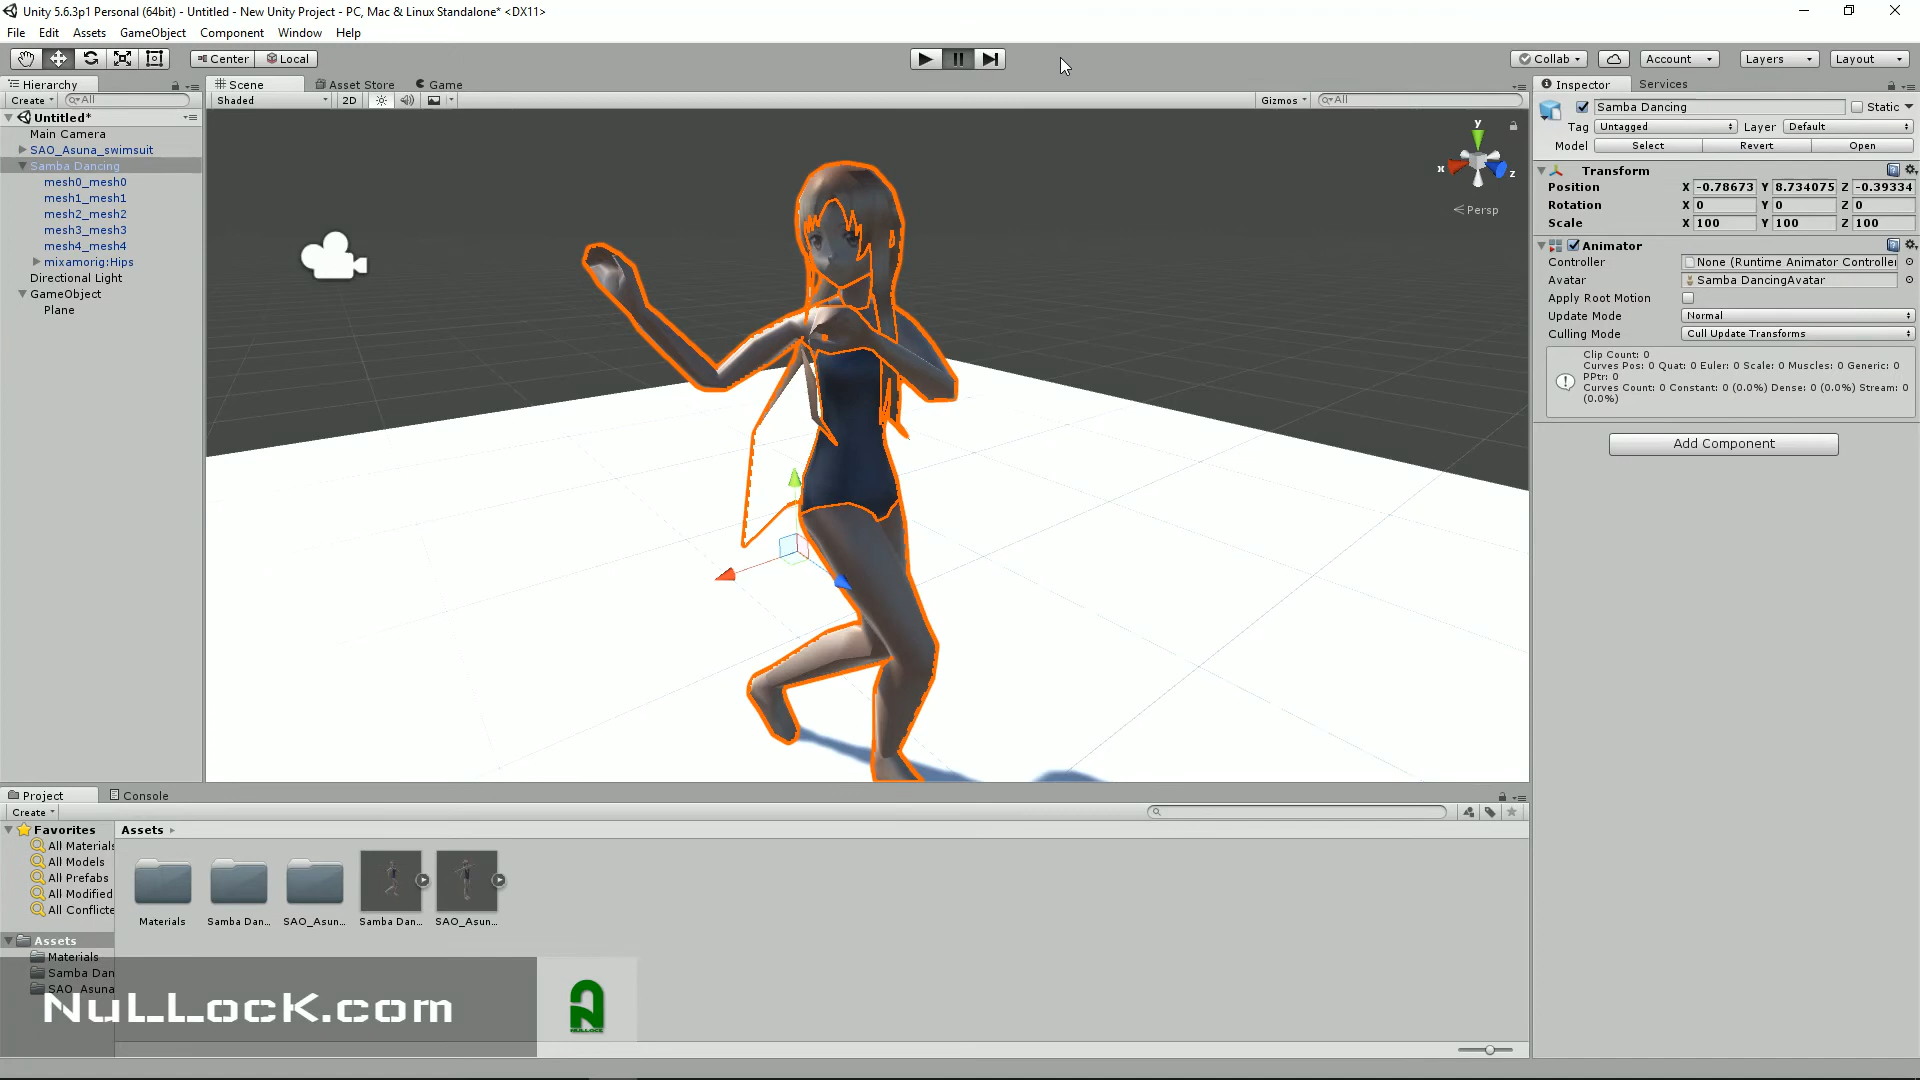 Unity 5.6.3p1 Personal (64bit) - Untitled - New Unity Project - PC, Mac & Linux Standalone* <DX11>
File Edit Assets GameObject Component Window Help
Center Local Collab Account Layers Layout
Hierarchy Scene Asset Store Game Inspector Services
Create All Shaded 2D Gizmos All
Samba Dancing Static
Untitled*
Main Camera
SAO_Asuna_swimsuit
Samba Dancing
mesh0_mesh0
mesh1_mesh1
mesh2_mesh2
mesh3_mesh3
mesh4_mesh4
mixamorig:Hips
Directional Light
GameObject
Plane
y
x
z
Persp
Tag Untagged Layer Default
Model Select Revert Open
Transform
Position X -0.78673 Y 8.734075 Z -0.39334
Rotation X 0 Y 0 Z 0
Scale X 100 Y 100 Z 100
Animator
Controller None (Runtime Animator Controller
Avatar Samba DancingAvatar
Apply Root Motion
Update Mode Normal
Culling Mode Cull Update Transforms
Clip Count: 0
Curves Pos: 0 Quat: 0 Euler: 0 Scale: 0 Muscles: 0 Generic: 0
PPtr: 0
Curves Count: 0 Constant: 0 (0.0%) Dense: 0 (0.0%) Stream: 0
(0.0%)
Add Component
Project Console
Create
Favorites
All Materials
All Models
All Prefabs
All Modified
All Conflicte
Assets
Materials
Samba Dan
SAO_Asuna
Assets
Materials Samba Dan... SAO_Asun... Samba Dan... SAO_Asun...
NuLLocK.com
NULLOCK